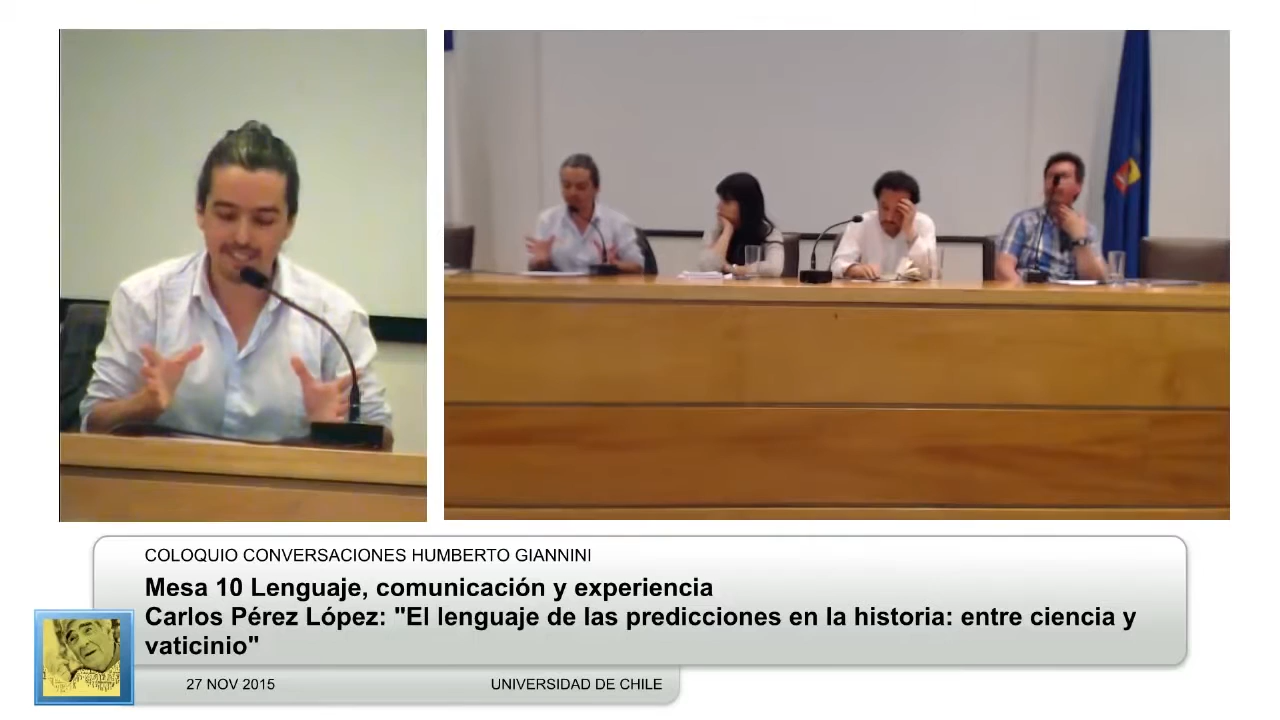 COLOQUIO CONVERSACIONES HUMBERTO GIANNINI
Mesa 10 Lenguaje, comunicación y experiencia
Carlos Pérez López: "El lenguaje de las predicciones en la historia: entre ciencia y
vaticinio"
27 NOV 2015 UNIVERSIDAD DE CHILE